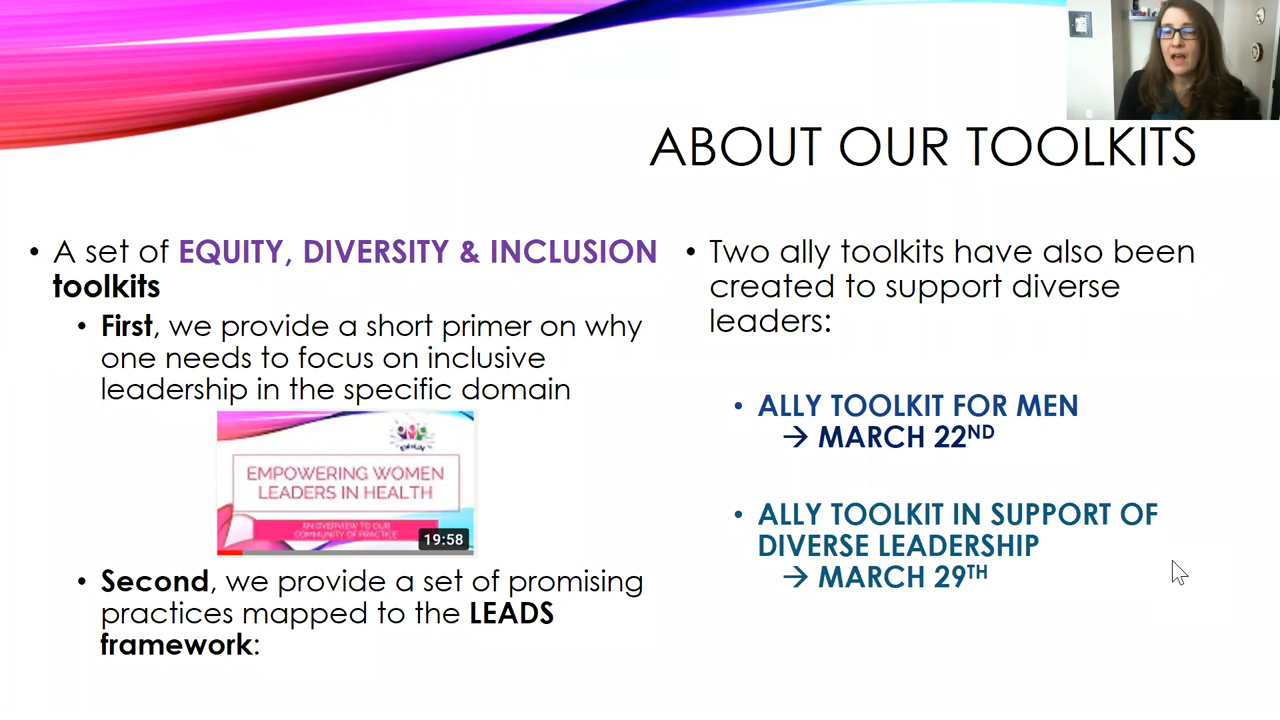 ABOUT OUR TOOLKITS
• A set of EQUITY, DIVERSITY & INCLUSION
toolkits
• First, we provide a short primer on why
one needs to focus on inclusive
leadership in the specific domain
EMPOWERING WOMEN
LEADERS IN HEALTH
AN OVERVIEW TO OUR
COMMUNITY OF PRACTICE
19:58
• Second, we provide a set of promising
practices mapped to the LEADS
framework:
• Two ally toolkits have also been
created to support diverse
leaders:
• ALLY TOOLKIT FOR MEN
→ MARCH 22ND
• ALLY TOOLKIT IN SUPPORT OF
DIVERSE LEADERSHIP
→ MARCH 29TH